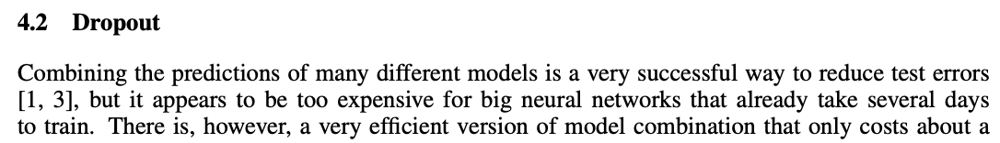 4.2 Dropout
Combining the predictions of many different models is a very successful way to reduce test errors
[1, 3], but it appears to be too expensive for big neural networks that already take several days
to train. There is, however, a very efficient version of model combination that only costs about a